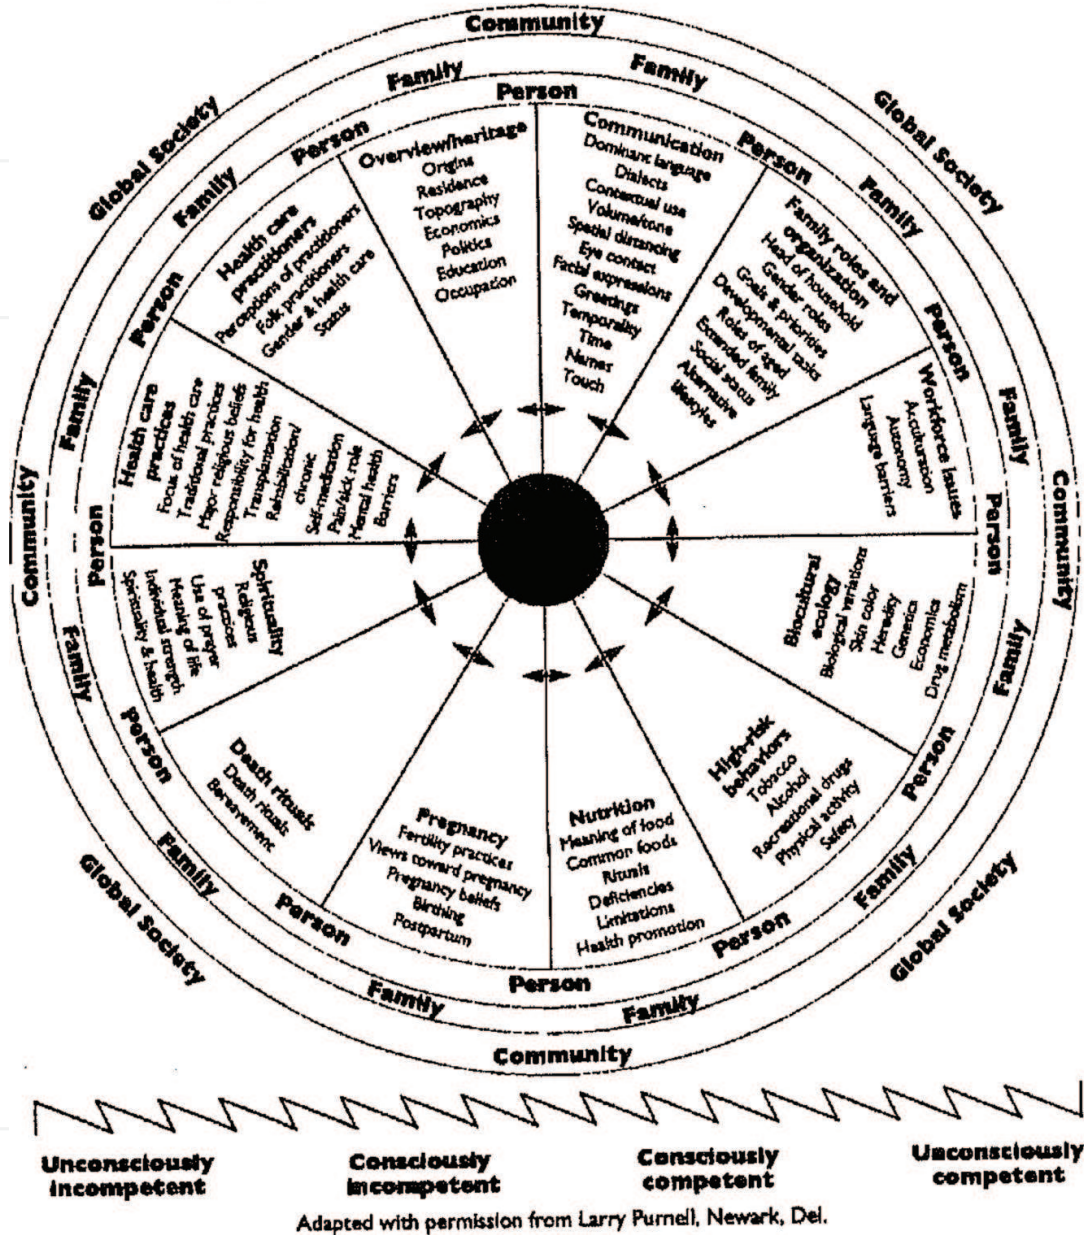 Community
Family
Family
Person
Global Society
Global Society
Person
Person
Family
Family
Overview/heritage
Origins
Residence
Topography
Economics
Politics
Education
Occupation
Communication
Dominant language
Dialects
Contextual use
Volume/tone
Spatial distancing
Eye contact
Facial expressions
Greetings
Temporality
Time
Names
Touch
Family roles and
organization
Head of household
Gender roles
Goals & priorities
Developmental tasks
Roles of aged
Extended family
Social status
Alternative
lifestyles
Person
Family
Workforce issues
Acculturation
Autonomy
Language barriers
Person
Community
Biocultural
ecology
Biological variations
Skin color
Heredity
Genetics
Economics
Drug metabolism
Family
Person
High-risk
behaviors
Tobacco
Alcohol
Recreational drugs
Physical activity
Safety
Family
Global Society
Person
Nutrition
Meaning of food
Common foods
Rituals
Deficiencies
Limitations
Health promotion
Family
Person
Community
Pregnancy
Fertility practices
Views toward pregnancy
Pregnancy beliefs
Birthing
Postpartum
Family
Person
Death rituals
Death rituals
Bereavement
Family
Global Society
Person
Spirituality
Religious
practices
Use of prayer
Meaning of life
Individual strength
Spirituality & health
Family
Person
Community
Health care
practices
Focus of health care
Traditional practices
Major religious beliefs
Responsibility for health
Transplantation
Rehabilitation/
chronic
Self-medication
Pain/sick role
Mental health
Barriers
Family
Person
Health care
practitioners
Perceptions of practitioners
Folk practitioners
Gender & health care
Status
Unconsciously
incompetent
Consciously
incompetent
Consciously
competent
Unconsciously
competent
Adapted with permission from Larry Purnell, Newark, Del.